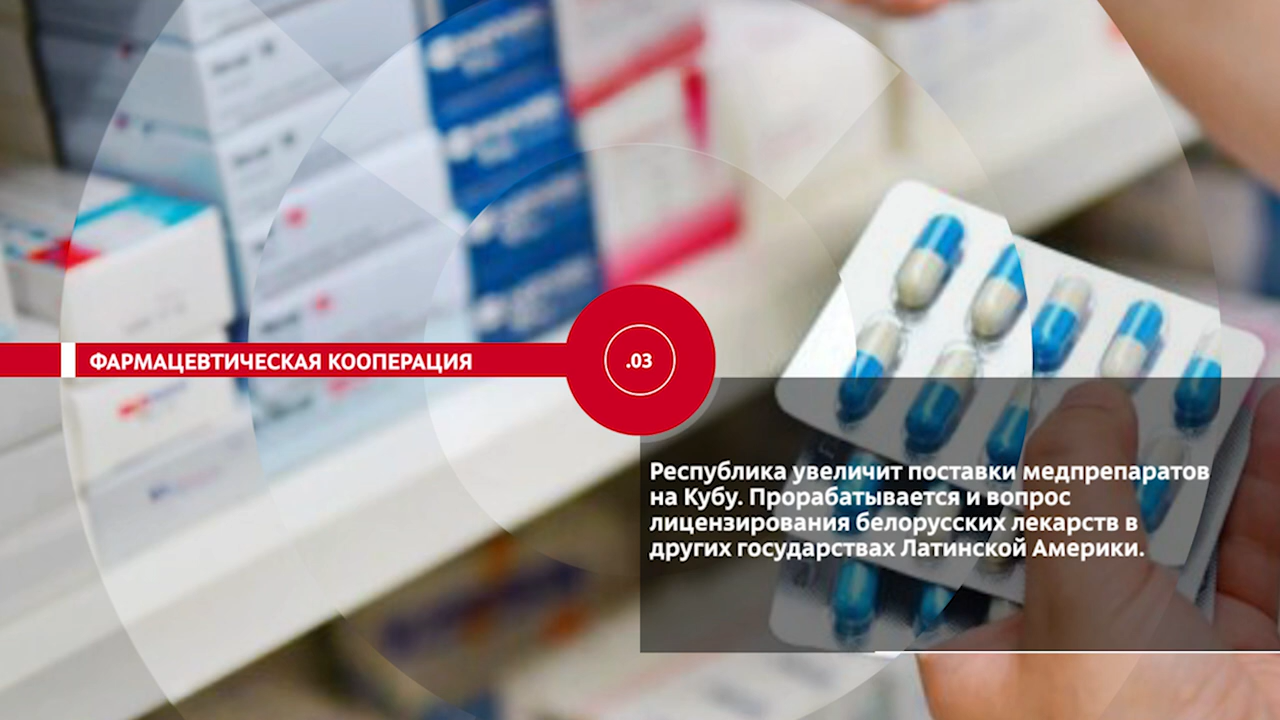 ФАРМАЦЕВТИЧЕСКАЯ КООПЕРАЦИЯ
.03
Республика увеличит поставки медпрепаратов
на Кубу. Прорабатывается и вопрос
лицензирования белорусских лекарств в
других государствах Латинской Америки.